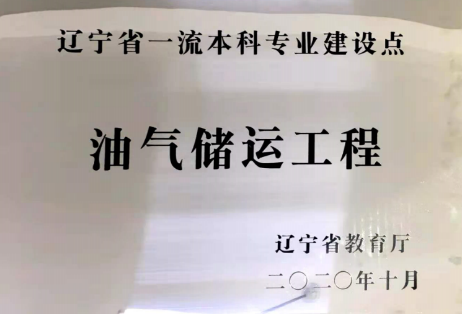 辽宁省一流本科专业建设点
油气储运工程
辽宁省教育厅
二〇二〇年十月